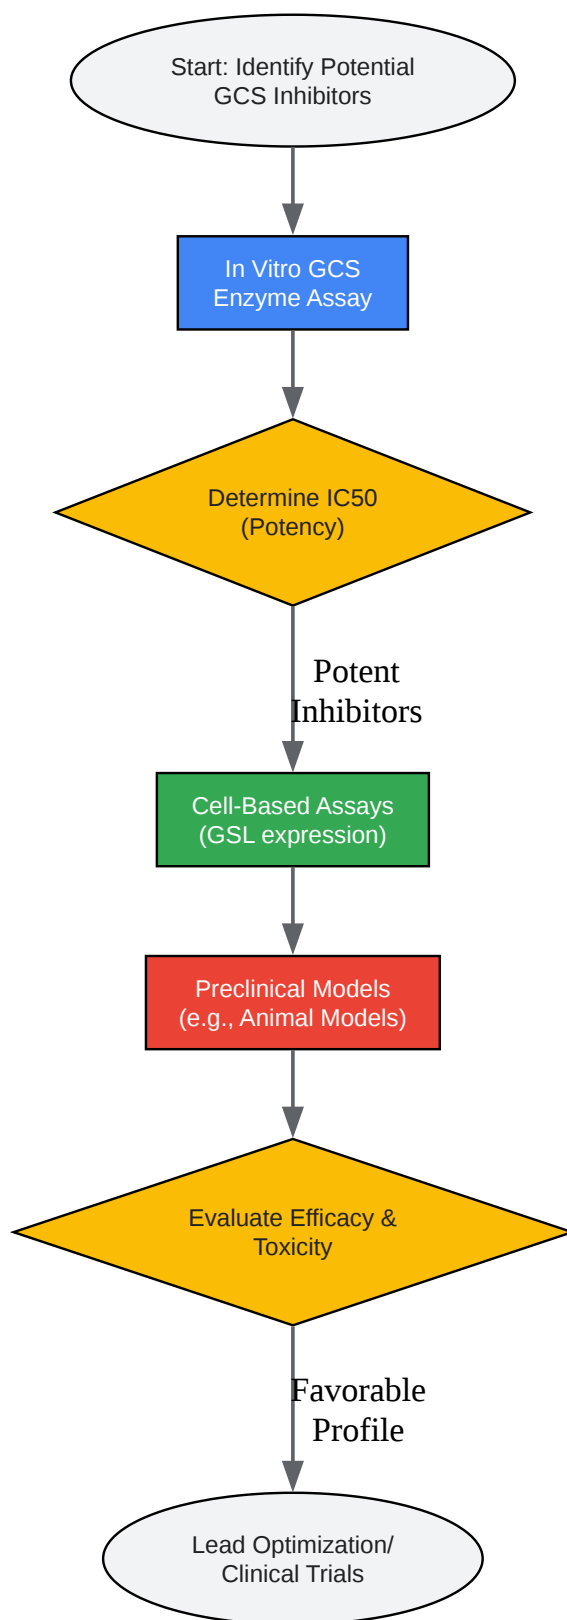 Start: Identify Potential
GCS Inhibitors
In Vitro GCS
Enzyme Assay
Determine IC50
(Potency)
Potent
Inhibitors
Cell-Based Assays
(GSL expression)
Preclinical Models
(e.g., Animal Models)
Evaluate Efficacy &
Toxicity
Favorable
Profile
Lead Optimization/
Clinical Trials